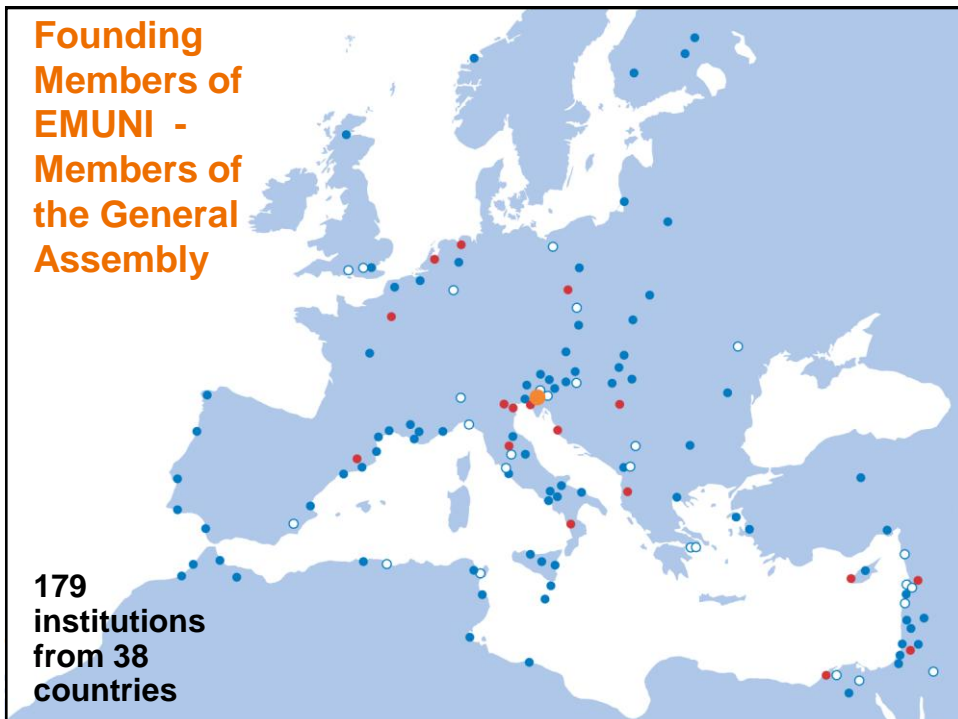 Founding
Members of
EMUNI -
Members of
the General
Assembly
179
institutions
from 38
countries